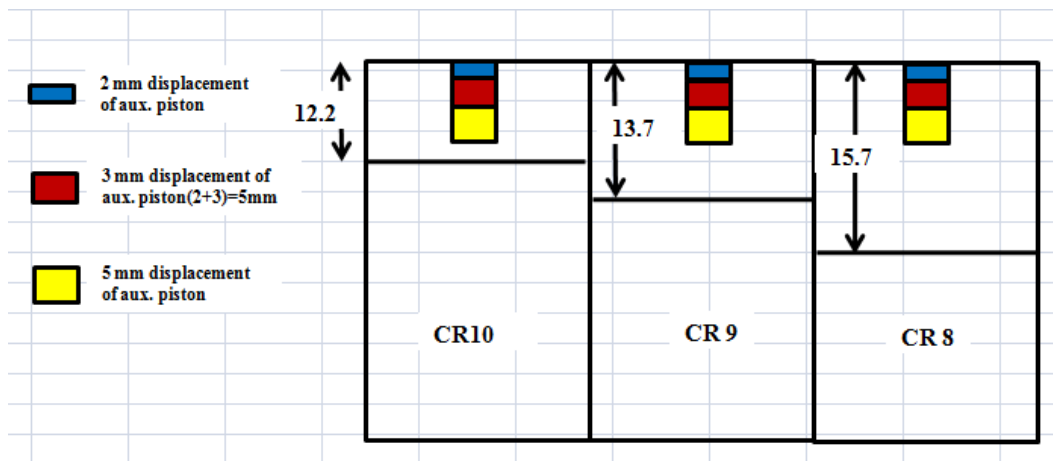 2 mm displacement
of aux. piston
3 mm displacement of
aux. piston(2+3)=5mm
5 mm displacement
of aux. piston
12.2
13.7
15.7
CR10
CR 9
CR 8